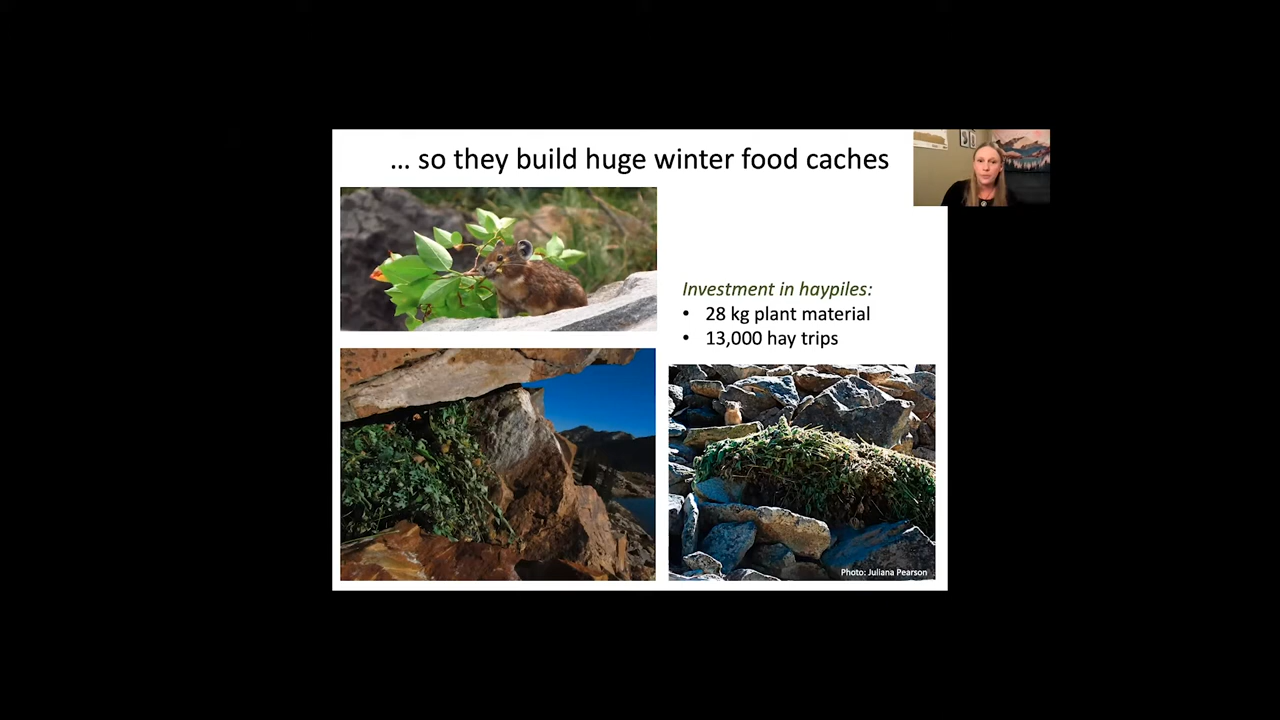 … so they build huge winter food caches
Investment in haypiles:
• 28 kg plant material
• 13,000 hay trips
Photo: Juliana Pearson